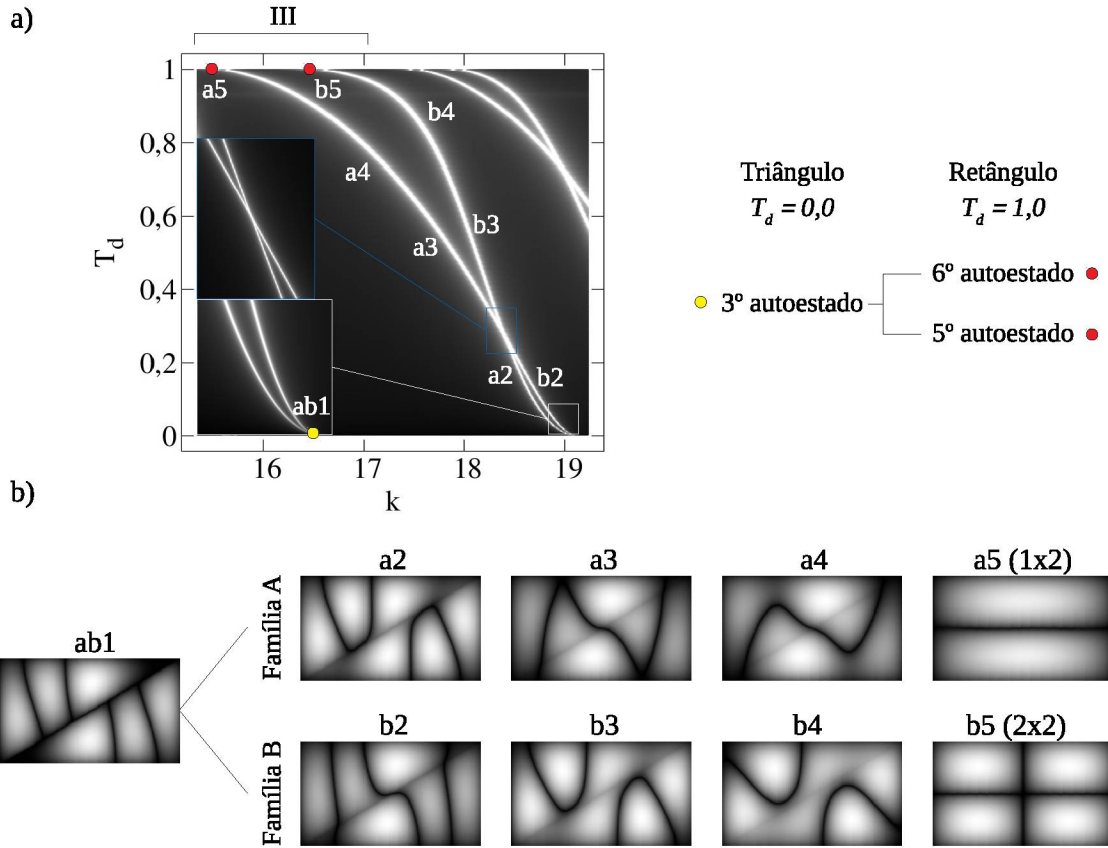 a)
III
1
0,8
0,6
0,4
0,2
0
T_d
a5
b5
b4
a4
b3
a3
a2
b2
ab1
16
17
18
19
k
Triângulo
T_d = 0,0
Retângulo
T_d = 1,0
3º autoestado
6º autoestado
5º autoestado
b)
ab1
Família A
a2
a3
a4
a5 (1x2)
Família B
b2
b3
b4
b5 (2x2)